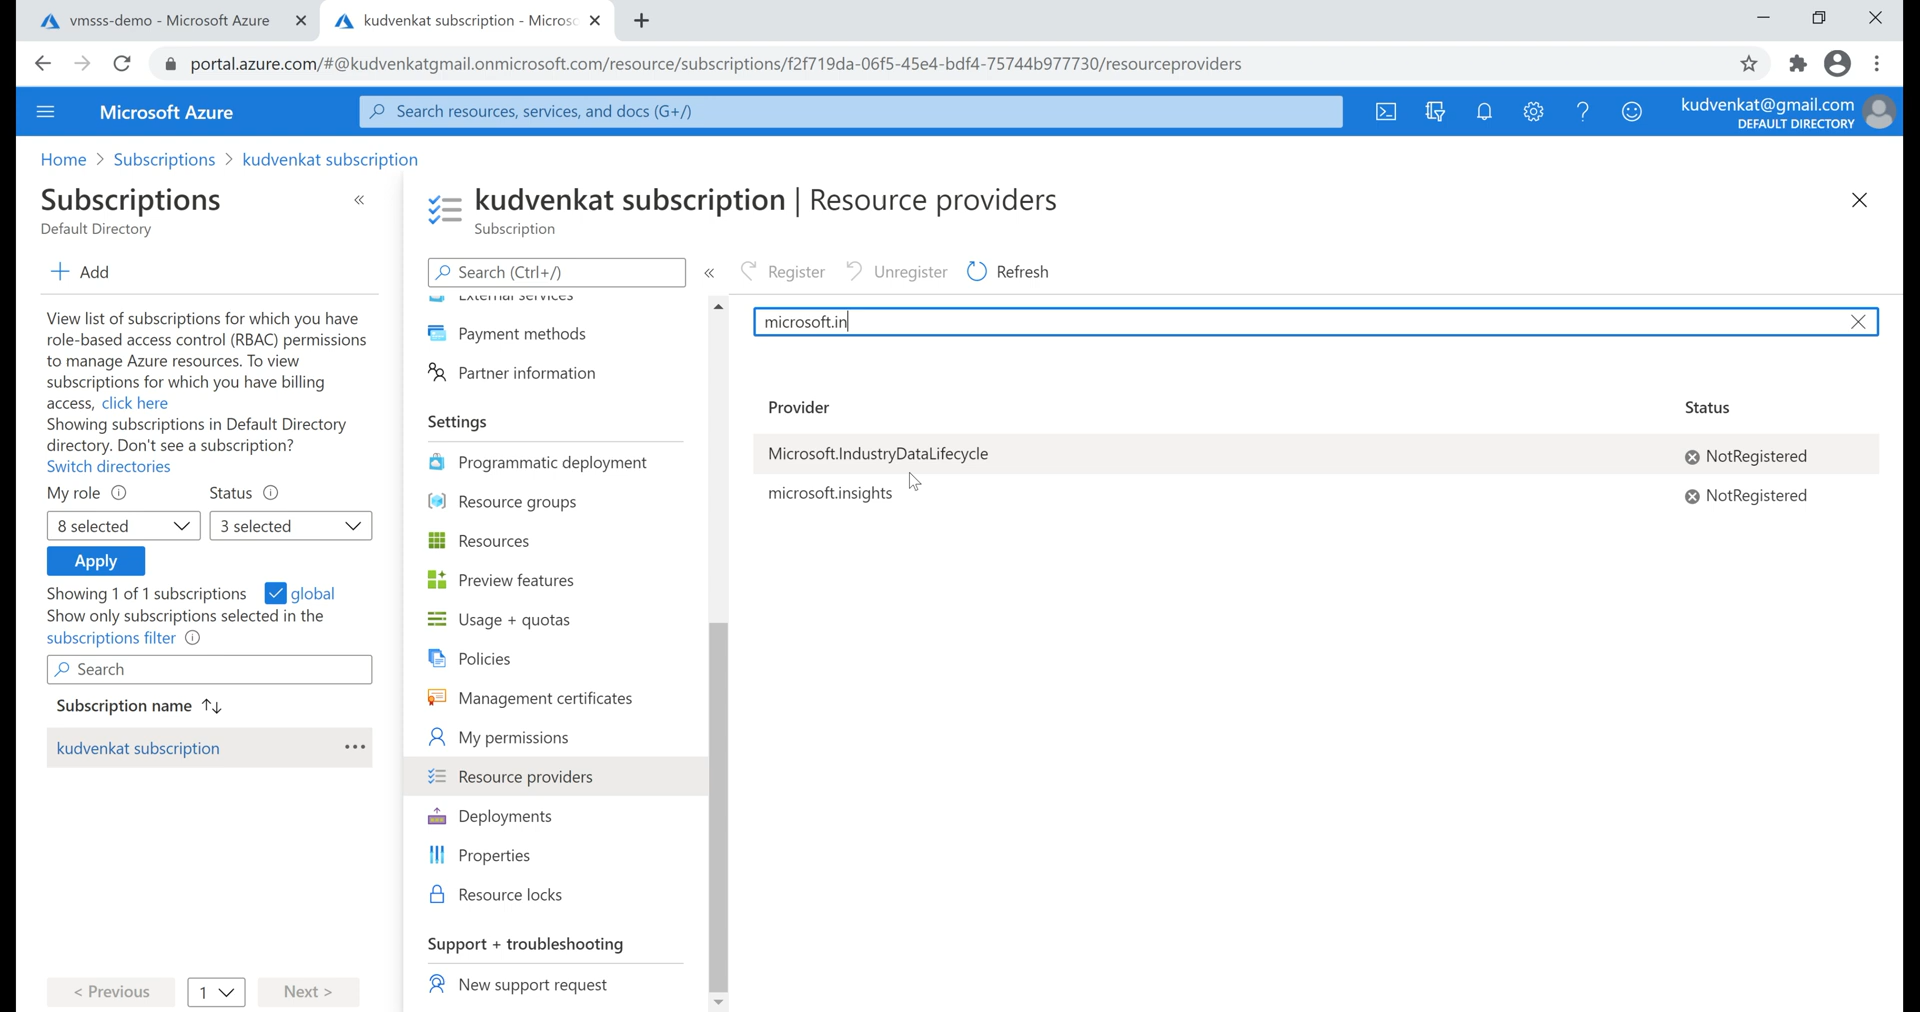 vmsss-demo - Microsoft Azure
kudvenkat subscription - Micros
portal.azure.com/#@kudvenkatgmail.onmicrosoft.com/resource/subscriptions/f2f719da-06f5-45e4-bdf4-75744b977730/resourceproviders
Microsoft Azure
Search resources, services, and docs (G+/)
kudvenkat@gmail.com
DEFAULT DIRECTORY
Home > Subscriptions > kudvenkat subscription
Subscriptions
Default Directory
Add
View list of subscriptions for which you have
role-based access control (RBAC) permissions
to manage Azure resources. To view
subscriptions for which you have billing
access, click here
Showing subscriptions in Default Directory
directory. Don't see a subscription?
Switch directories
My role
Status
8 selected
3 selected
Apply
Showing 1 of 1 subscriptions
global
Show only subscriptions selected in the
subscriptions filter
Search
Subscription name
kudvenkat subscription
< Previous
1
Next >
kudvenkat subscription | Resource providers
Subscription
Search (Ctrl+/)
External services
Payment methods
Partner information
Settings
Programmatic deployment
Resource groups
Resources
Preview features
Usage + quotas
Policies
Management certificates
My permissions
Resource providers
Deployments
Properties
Resource locks
Support + troubleshooting
New support request
Register
Unregister
Refresh
microsoft.in
Provider
Status
Microsoft.IndustryDataLifecycle
NotRegistered
microsoft.insights
NotRegistered